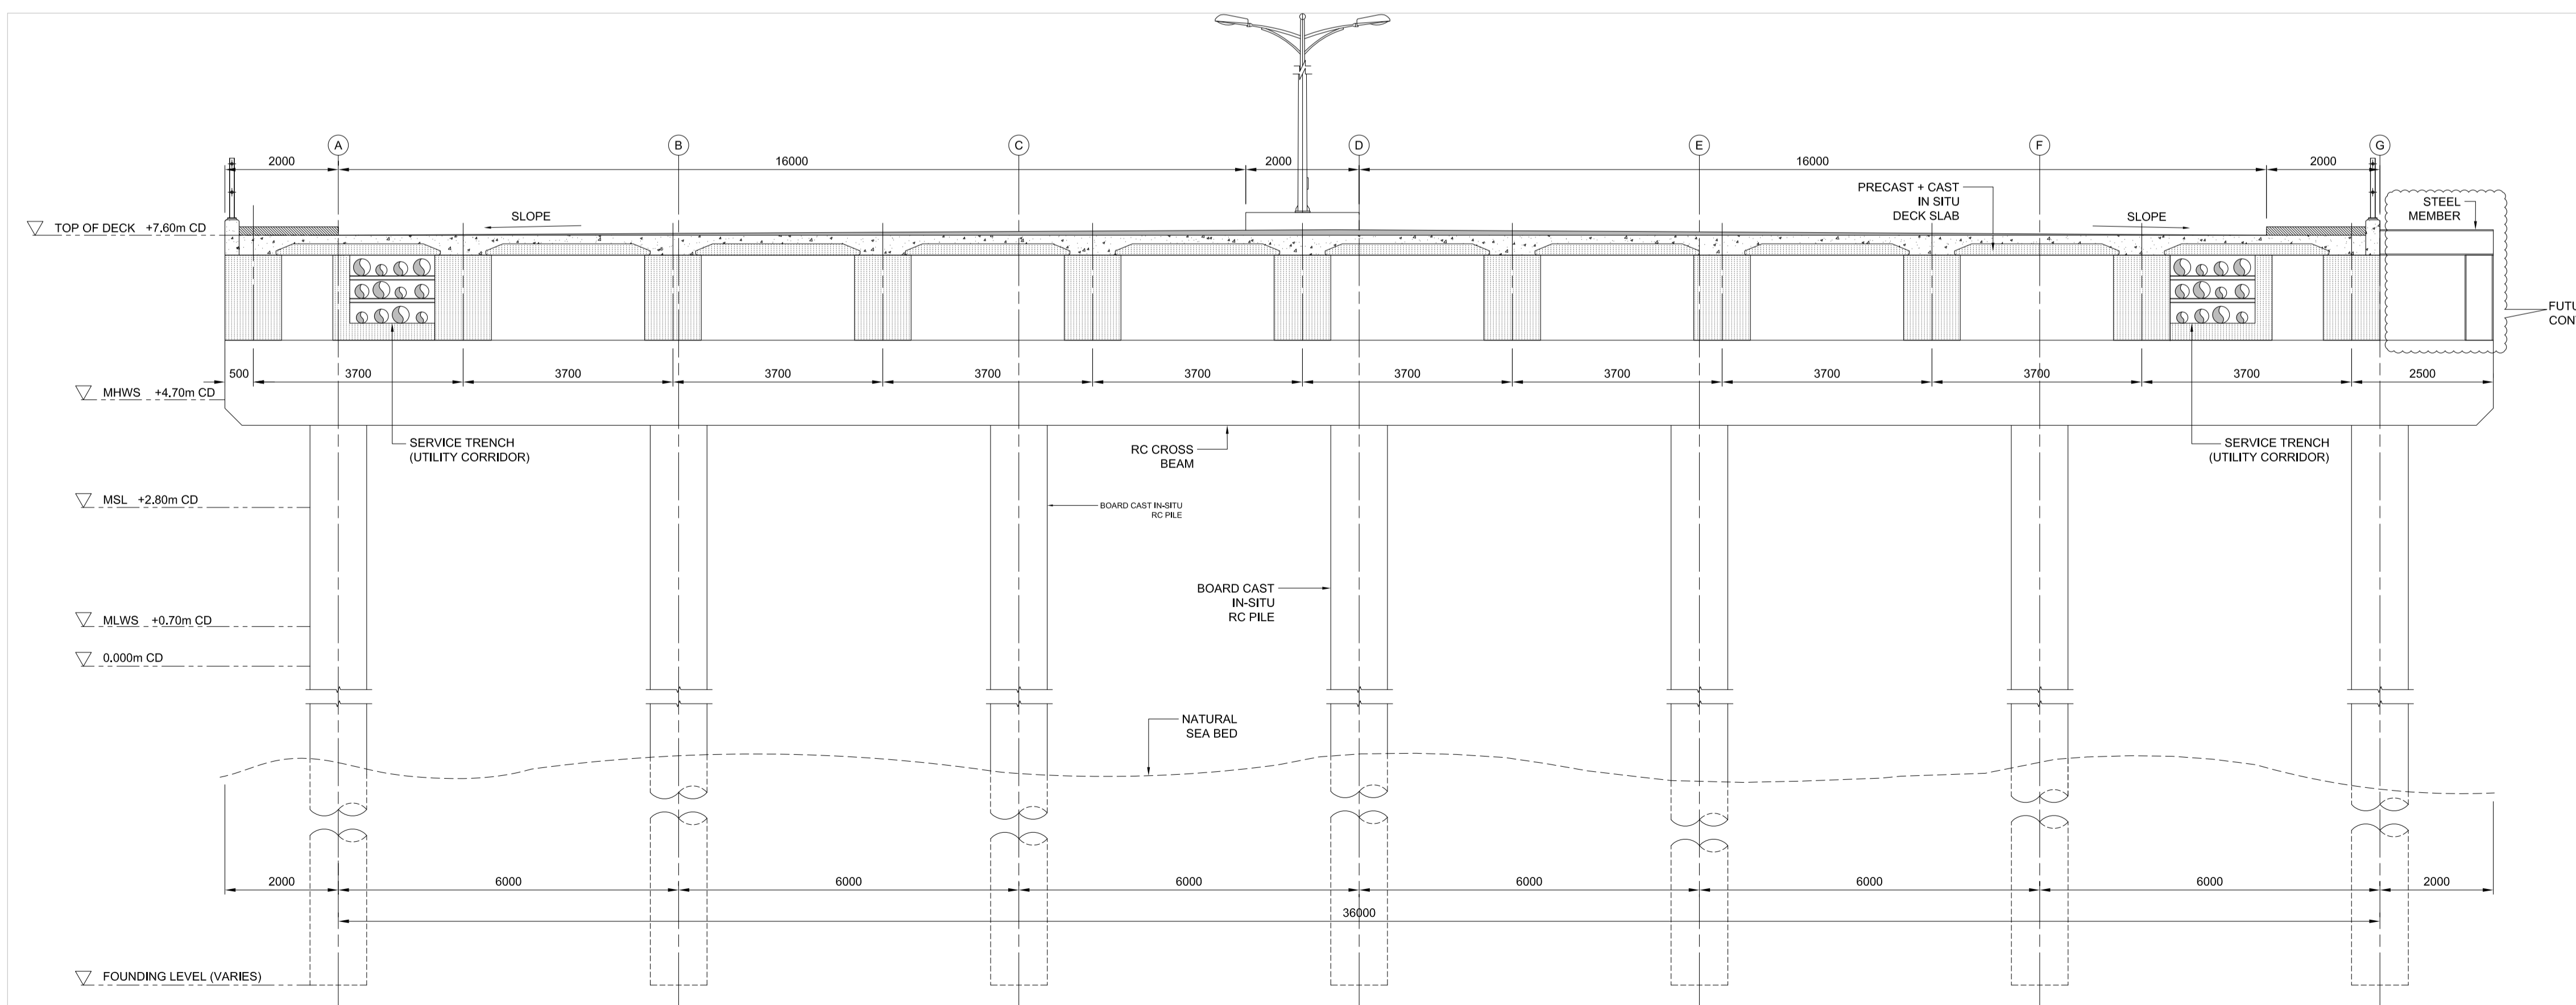 A
B
C
D
E
F
G
2000
16000
2000
16000
2000
PRECAST + CAST
IN SITU
DECK SLAB
STEEL
MEMBER
TOP OF DECK +7.60m CD
SLOPE
SLOPE
FUTU
CON
500
3700
3700
3700
3700
3700
3700
3700
3700
3700
3700
2500
MHWS +4.70m CD
SERVICE TRENCH
(UTILITY CORRIDOR)
RC CROSS
BEAM
SERVICE TRENCH
(UTILITY CORRIDOR)
MSL +2.80m CD
BOARD CAST IN-SITU
RC PILE
BOARD CAST
IN-SITU
RC PILE
MLWS +0.70m CD
0.000m CD
NATURAL
SEA BED
2000
6000
6000
6000
6000
6000
6000
2000
36000
FOUNDING LEVEL (VARIES)